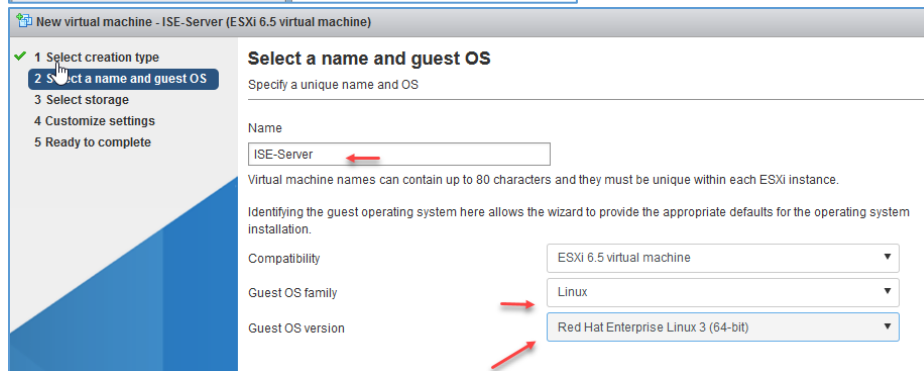 New virtual machine - ISE-Server (ESXi 6.5 virtual machine)
1 Select creation type
2 Select a name and guest OS
3 Select storage
4 Customize settings
5 Ready to complete
Select a name and guest OS
Specify a unique name and OS
Name
ISE-Server
Virtual machine names can contain up to 80 characters and they must be unique within each ESXi instance.
Identifying the guest operating system here allows the wizard to provide the appropriate defaults for the operating system
installation.
Compatibility
ESXi 6.5 virtual machine
Guest OS family
Linux
Guest OS version
Red Hat Enterprise Linux 3 (64-bit)